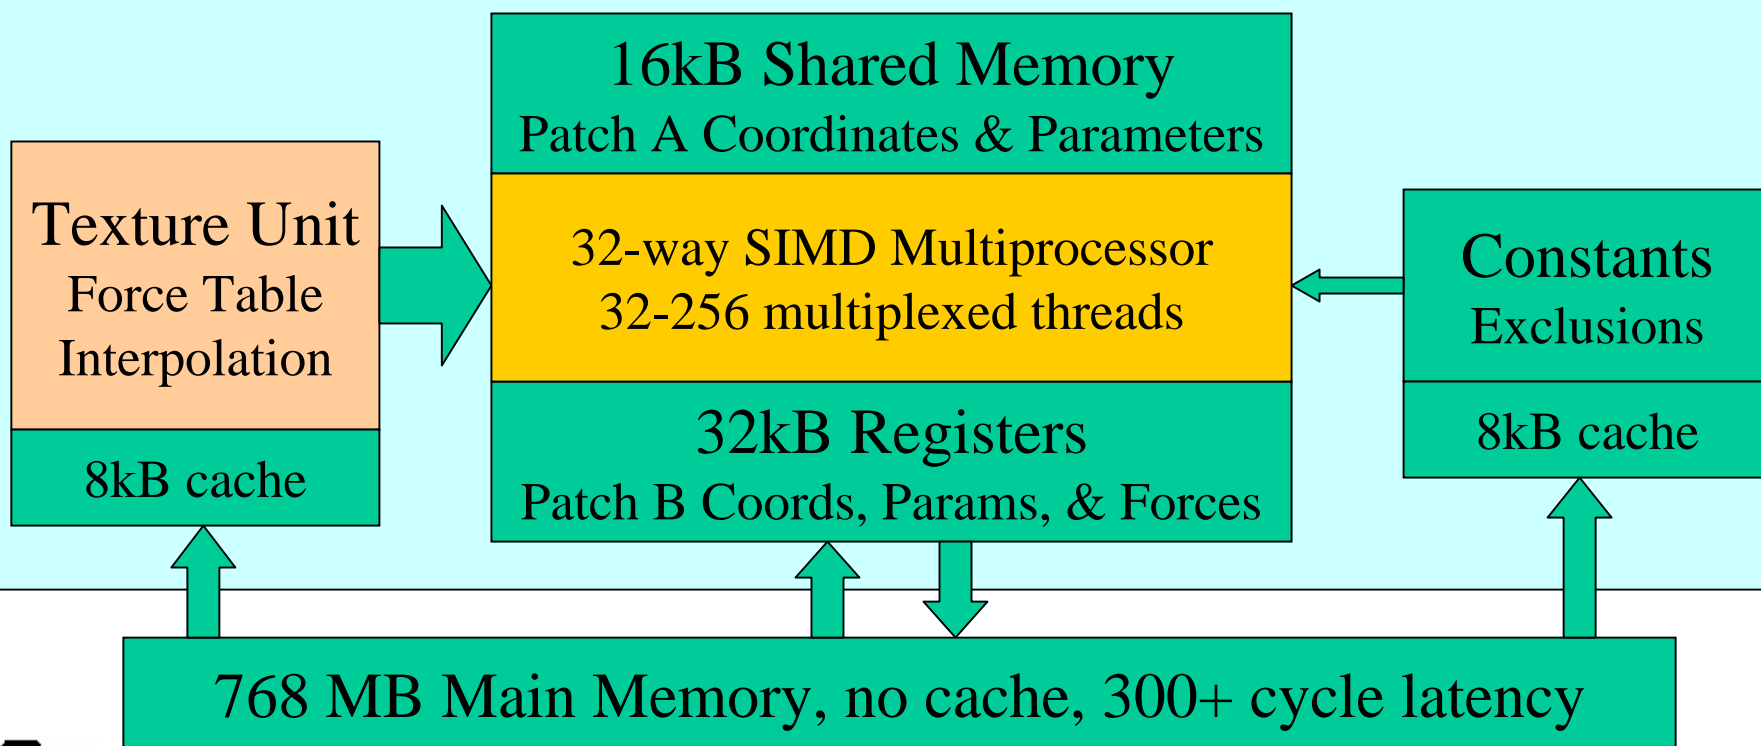 16kB Shared Memory
Patch A Coordinates & Parameters
Texture Unit
Force Table
Interpolation
8kB cache
32-way SIMD Multiprocessor
32-256 multiplexed threads
32kB Registers
Patch B Coords, Params, & Forces
Constants
Exclusions
8kB cache
768 MB Main Memory, no cache, 300+ cycle latency